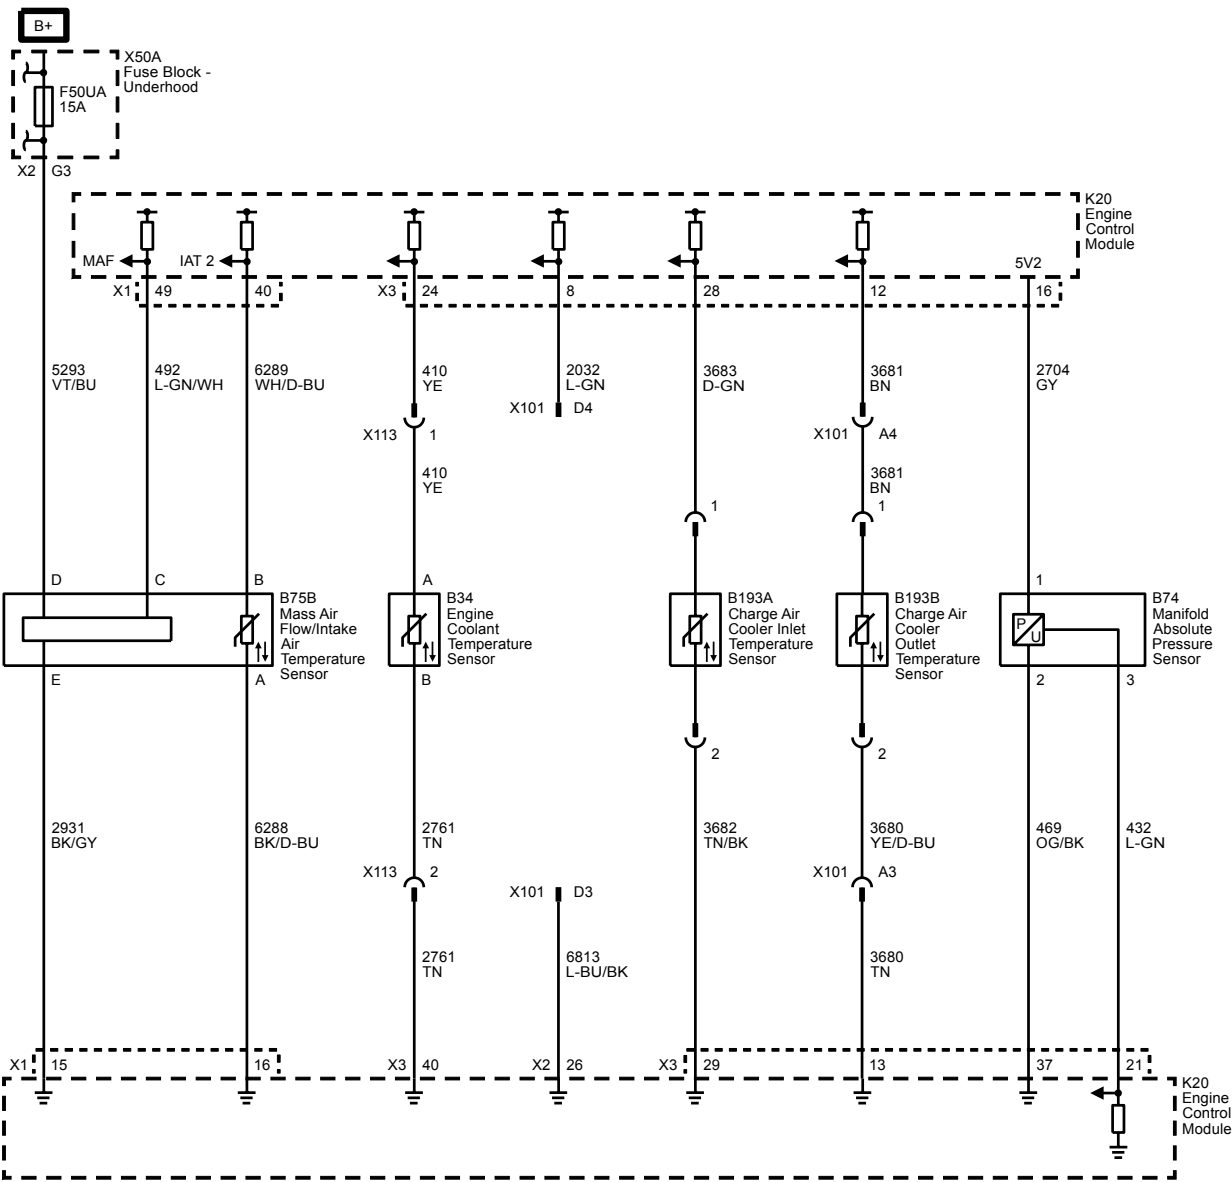 B+
X50A
Fuse Block -
Underhood
F50UA
15A
X2 G3
K20
Engine
Control
Module
MAF IAT 2 5V2
X1 49 40 X3 24 8 28 12 16
5293 492 6289 410 2032 3683 3681 2704
VT/BU L-GN/WH WH/D-BU YE L-GN D-GN BN GY
X101 D4
X113 1 X101 A4
410 3681
YE BN
1 1
D C B A 1
B75B
Mass Air
Flow/Intake
Air
Temperature
Sensor
B34
Engine
Coolant
Temperature
Sensor
B193A
Charge Air
Cooler Inlet
Temperature
Sensor
B193B
Charge Air
Cooler
Outlet
Temperature
Sensor
P
U
B74
Manifold
Absolute
Pressure
Sensor
E A B 2 3
2 2
2931 6288 2761 3682 3680 469 432
BK/GY BK/D-BU TN TN/BK YE/D-BU OG/BK L-GN
X113 2 X101 A3
X101 D3
2761 6813 3680
TN L-BU/BK TN
X1 15 16 X3 40 X2 26 X3 29 13 37 21
K20
Engine
Control
Module